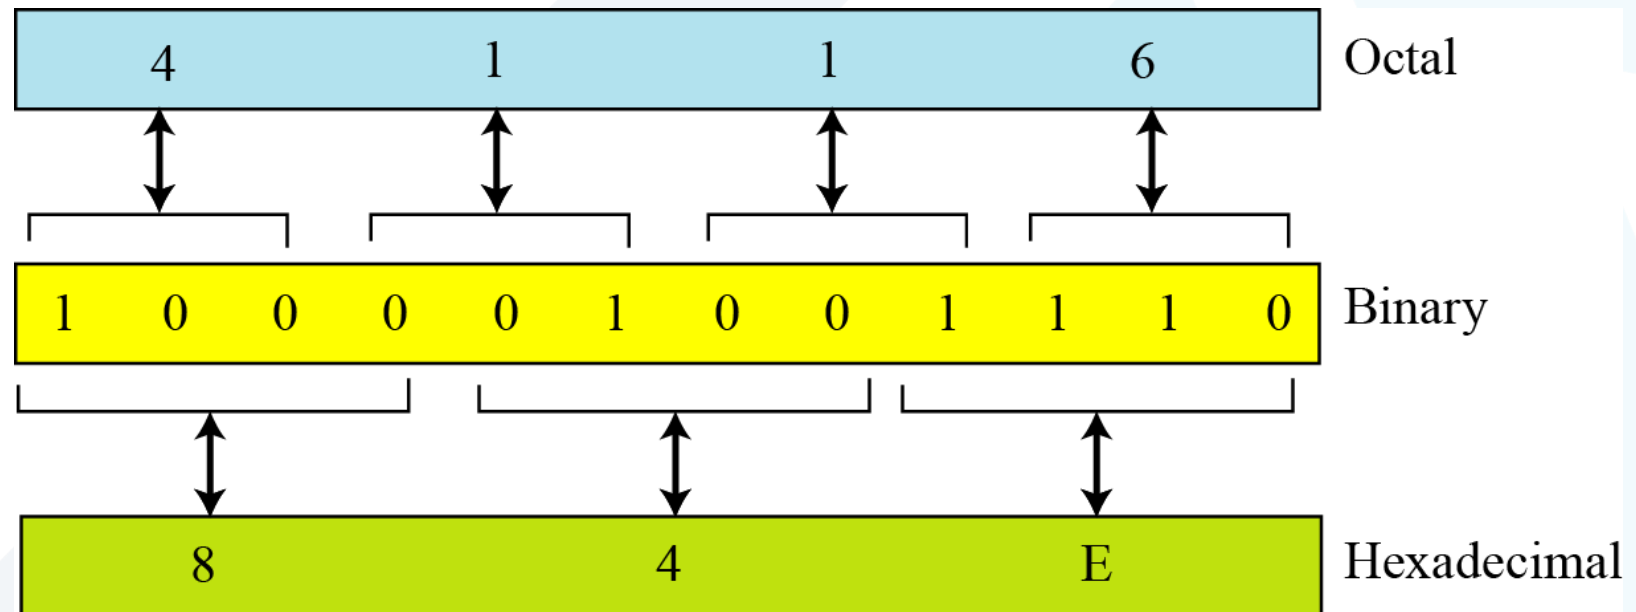 4 1 1 6 Octal
1 0 0 0 0 1 0 0 1 1 1 0 Binary
8 4 E Hexadecimal